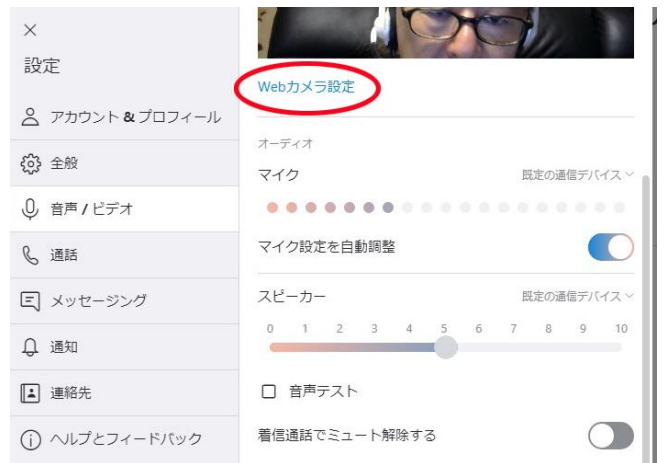 設定
アカウント & プロフィール
全般
音声 / ビデオ
通話
メッセージング
通知
連絡先
ヘルプとフィードバック
Webカメラ設定
オーディオ
マイク 既定の通信デバイス
マイク設定を自動調整
スピーカー 既定の通信デバイス
0 1 2 3 4 5 6 7 8 9 10
音声テスト
着信通話でミュート解除する